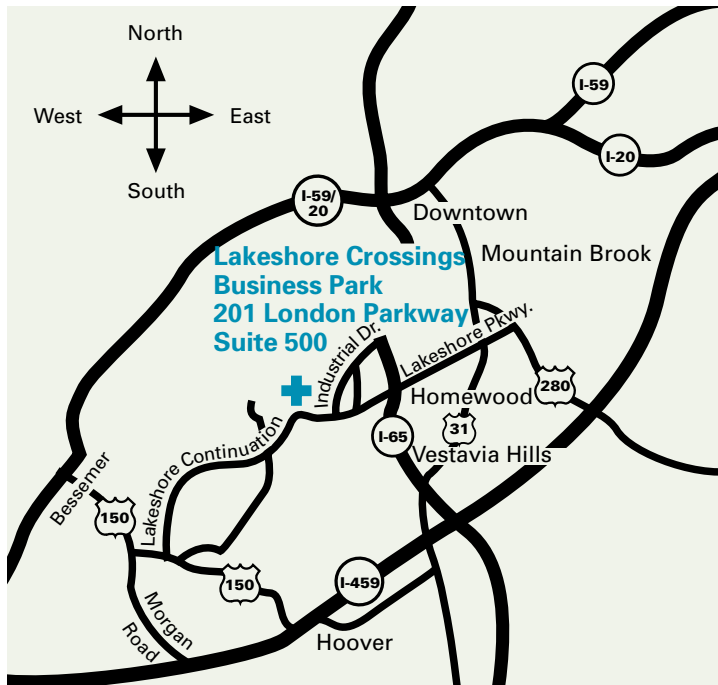 North
West
East
South
I-59
I-20
I-59/
20
Downtown
Mountain Brook
Lakeshore Crossings
Business Park
201 London Parkway
Suite 500
Industrial Dr.
Lakeshore Pkwy.
280
Homewood
31
I-65
Vestavia Hills
Lakeshore Continuation
Bessemer
150
150
I-459
Morgan
Road
Hoover